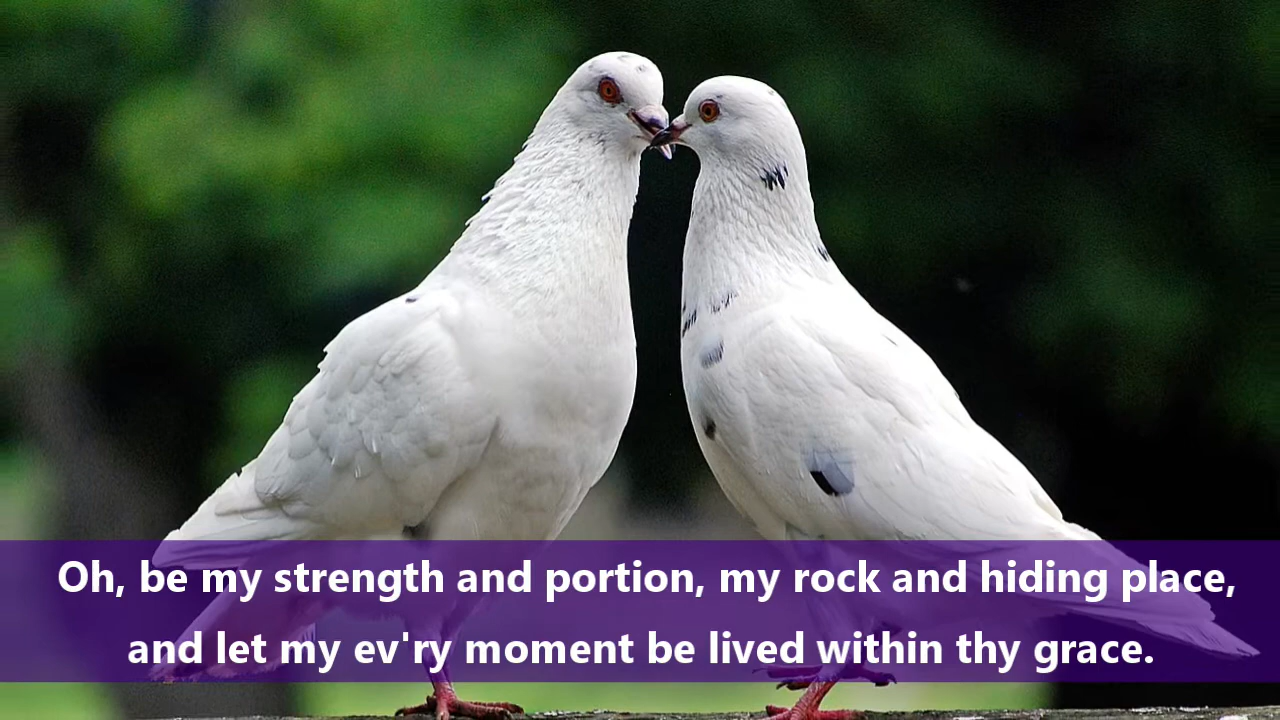 Oh, be my strength and portion, my rock and hiding place,
and let my ev'ry moment be lived within thy grace.